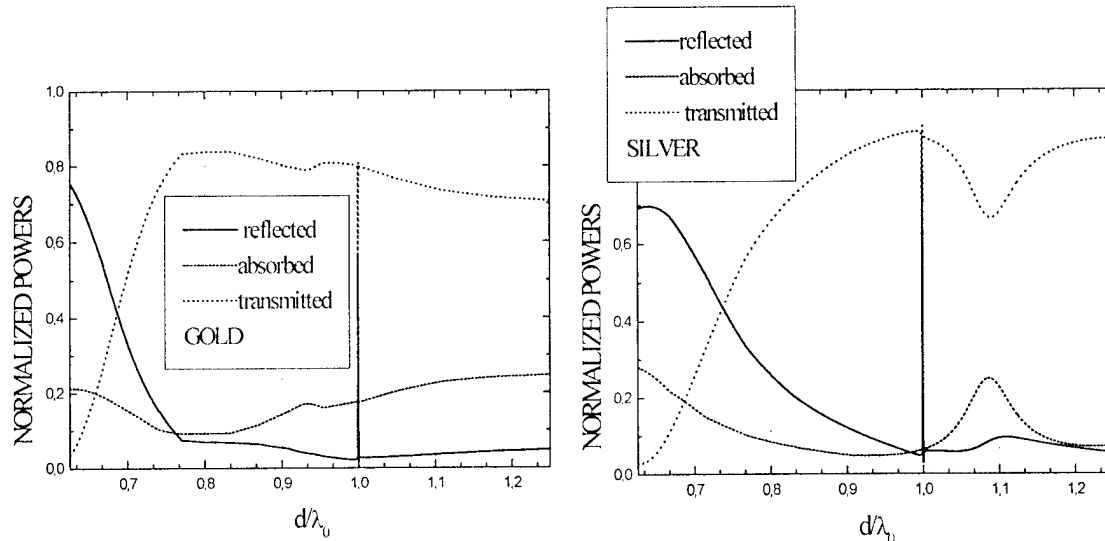 NORMALIZED POWERS
1.0
0,8
0,6
0,4
0,2
0,0
reflected
absorbed
transmitted
GOLD
0,7
0,8
0,9
1,0
1,1
1,2
d/λ0
reflected
absorbed
transmitted
SILVER
NORMALIZED POWERS
0,6
0,4
0,2
0,0
0,7
0,8
0,9
1,0
1,1
1,2
d/λ0